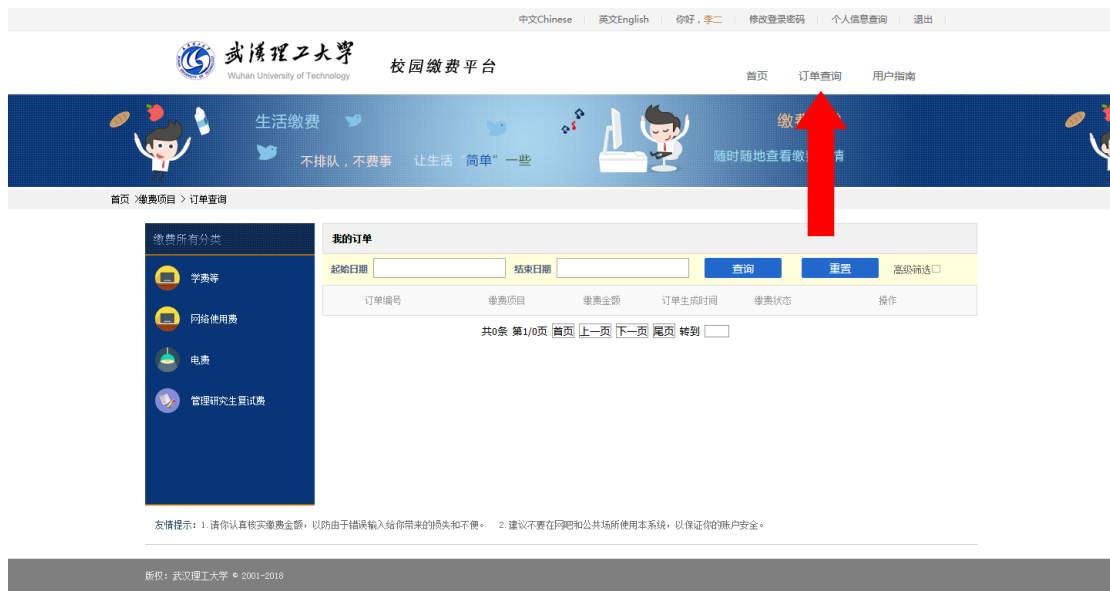 中文Chinese 英文English 你好，李二 修改登录密码 个人信息查询 退出
武漢理工大学
Wuhan University of Technology
校园缴费平台
首页 订单查询 用户指南
生活缴费
不排队，不费事 让生活“简单”一些
缴费
随时随地查看缴 情
首页 >缴费项目 > 订单查询
缴费所有分类
学费等
网络使用费
电费
管理研究生复试费
我的订单
起始日期 结束日期 查询 重置 高级筛选
订单编号 缴费项目 缴费金额 订单生成时间 缴费状态 操作
共0条 第1/0页 首页 上一页 下一页 尾页 转到
友情提示：1.请你认真核实缴费金额，以防由于错误输入给你带来的损失和不便。 2.建议不要在网吧和公共场所使用本系统，以保证你的账户安全。
版权：武汉理工大学 © 2001-2018